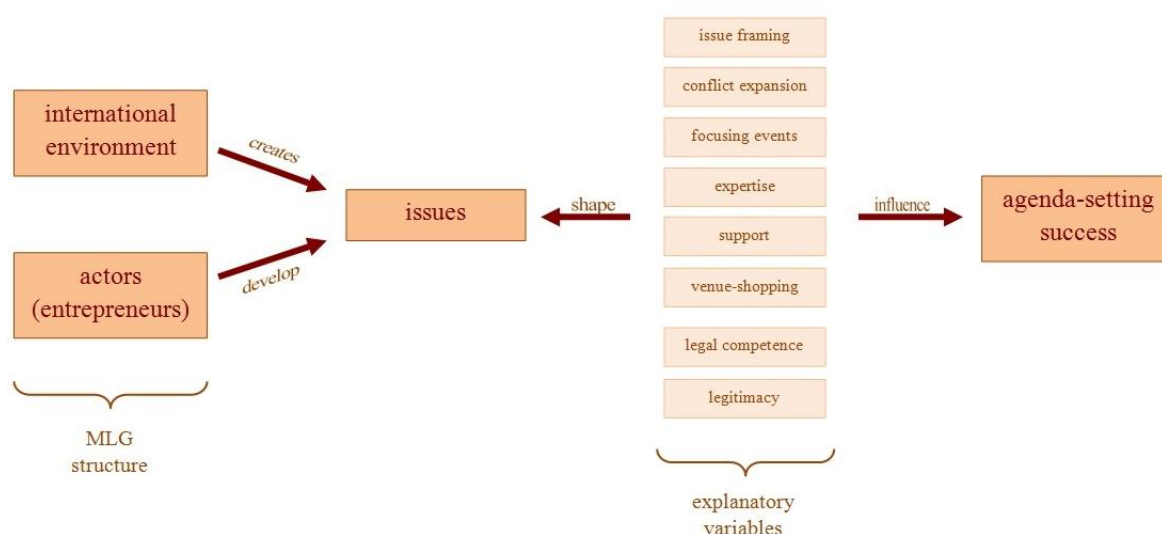 international
environment
creates
actors
(entrepreneurs)
develop
MLG
structure
issues
shape
issue framing
conflict expansion
focusing events
expertise
support
venue-shopping
legal competence
legitimacy
explanatory
variables
influence
agenda-setting
success